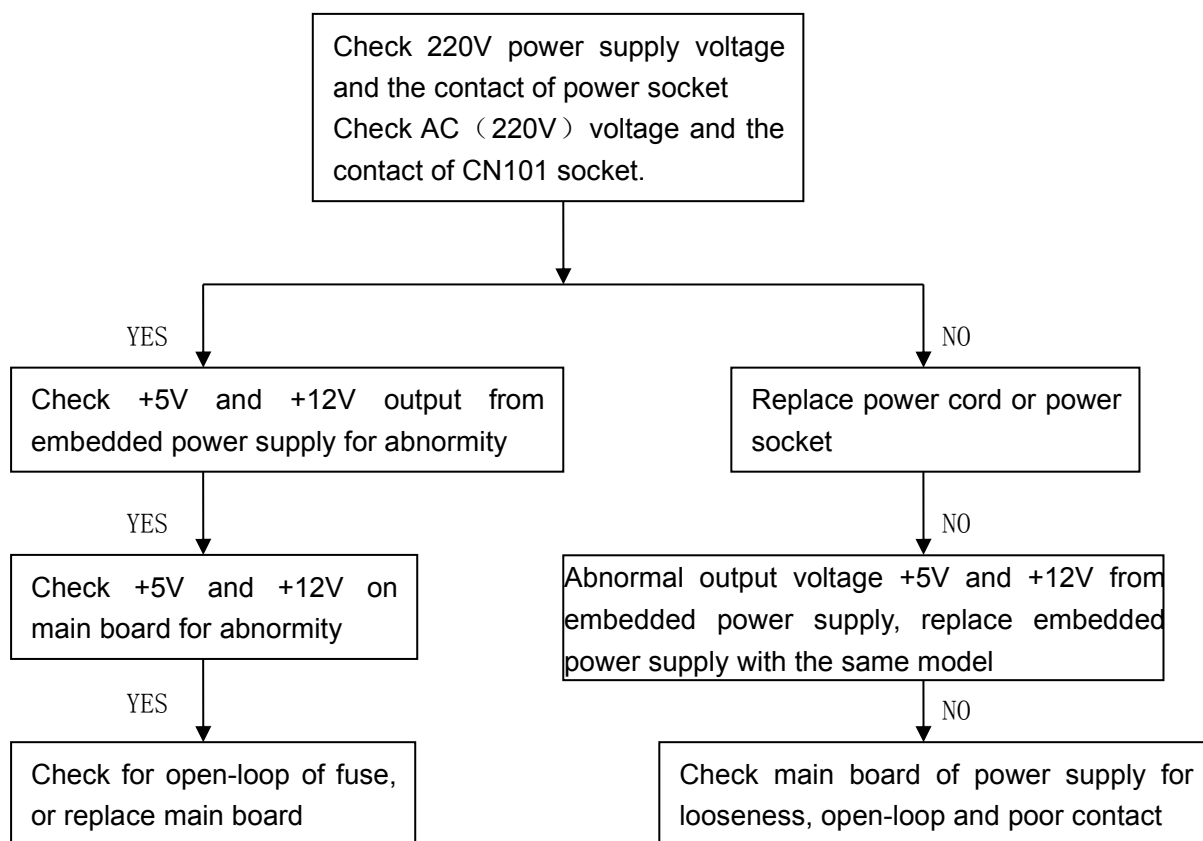 Check 220V power supply voltage
and the contact of power socket
Check AC（220V）voltage and the
contact of CN101 socket.
YES
NO
Check +5V and +12V output from
embedded power supply for abnormity
Replace power cord or power
socket
YES
NO
Check +5V and +12V on
main board for abnormity
Abnormal output voltage +5V and +12V from
embedded power supply, replace embedded
power supply with the same model
YES
NO
Check for open-loop of fuse,
or replace main board
Check main board of power supply for
looseness, open-loop and poor contact